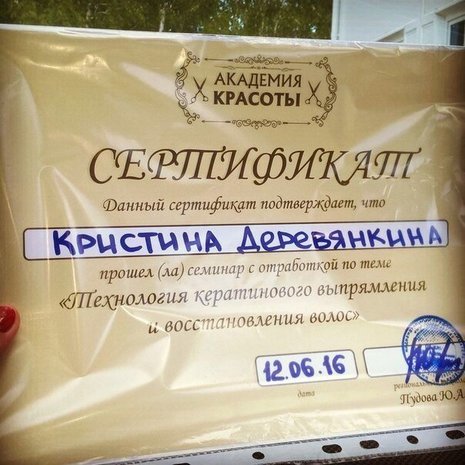 АКАДЕМИЯ
КРАСОТЫ
СЕРТИФИКАТ
Данный сертификат подтверждает, что
КРИСТИНА ДЕРЕВЯНКИНА
прошел (ла) семинар с отработкой по теме
«Технология кератинового выпрямления
и восстановления волос»
12.06.16
дата
Пудова Ю.А.